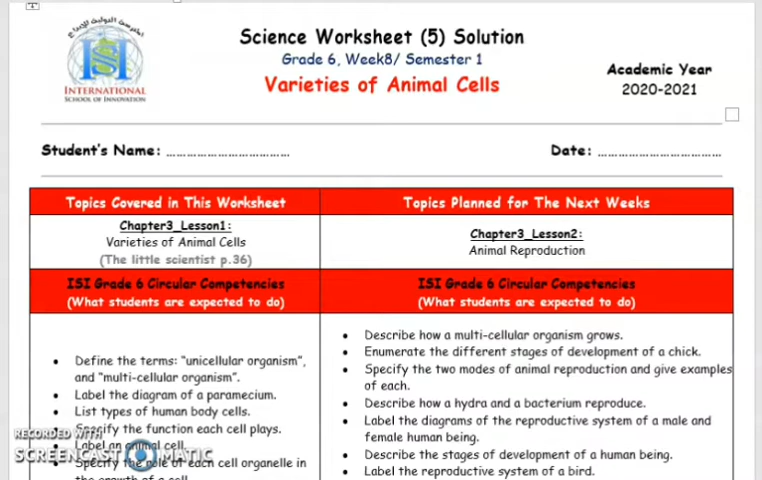 Science Worksheet (5) Solution
Grade 6, Week8/ Semester 1
Varieties of Animal Cells
Academic Year
2020-2021
ISI
INTERNATIONAL
SCHOOL OF INNOVATION
Student's Name: ……………………………
Date: ……………………………
Topics Covered in This Worksheet
Topics Planned for The Next Weeks
Chapter3_Lesson1:
Varieties of Animal Cells
(The little scientist p.36)
Chapter3_Lesson2:
Animal Reproduction
ISI Grade 6 Circular Competencies
(What students are expected to do)
ISI Grade 6 Circular Competencies
(What students are expected to do)
• Define the terms: "unicellular organism",
and "multi-cellular organism".
• Label the diagram of a paramecium.
• List types of human body cells.
• Specify the function each cell plays.
• Label an animal cell.
• Specify the role of each cell organelle in
the growth of a cell.
• Describe how a multi-cellular organism grows.
• Enumerate the different stages of development of a chick.
• Specify the two modes of animal reproduction and give examples
of each.
• Describe how a hydra and a bacterium reproduce.
• Label the diagrams of the reproductive system of a male and
female human being.
• Describe the stages of development of a human being.
• Label the reproductive system of a bird.
RECORDED WITH
SCREENCAST MATIC